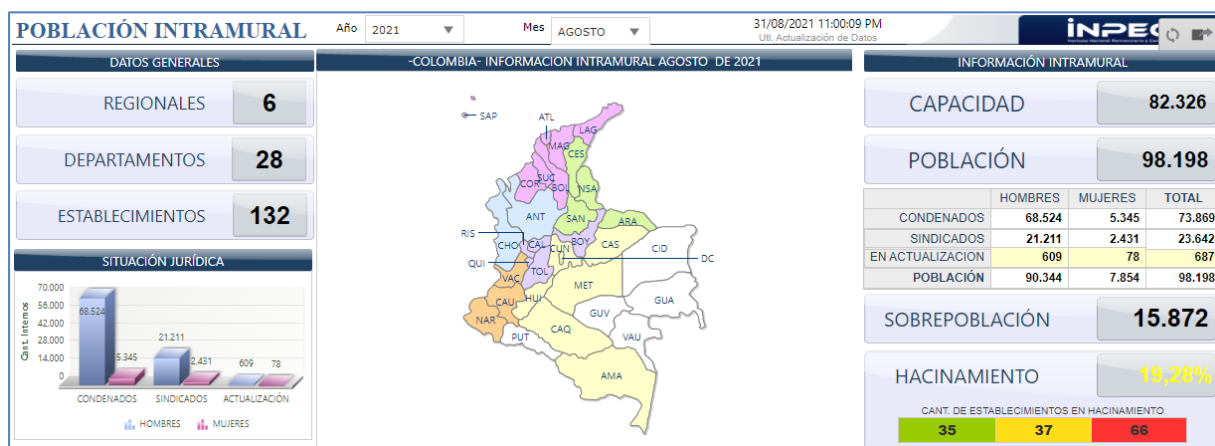 POBLACIÓN INTRAMURAL
Año 2021
Mes AGOSTO
31/08/2021 11:00:09 PM
Utl. Actualización de Datos
INPEC
DATOS GENERALES
REGIONALES 6
DEPARTAMENTOS 28
ESTABLECIMIENTOS 132
SITUACIÓN JURÍDICA
Cant. Internos
70.000
56.000
42.000
28.000
14.000
0
68.524
5.345
21.211
2.431
609
78
CONDENADOS SINDICADOS ACTUALIZACIÓN
HOMBRES MUJERES
-COLOMBIA- INFORMACION INTRAMURAL AGOSTO DE 2021
SAP
ATL
LAG
MAG
CES
SUC
COR
BOL
NSA
ANT
SAN
ARA
RIS
CHO
CAL
CUN
BOY
CAS
CID
DC
QUI
TOL
VAC
MET
CAU
HUI
GUA
NAR
GUV
PUT
CAQ
VAU
AMA
INFORMACIÓN INTRAMURAL
CAPACIDAD 82.326
POBLACIÓN 98.198
HOMBRES MUJERES TOTAL
CONDENADOS 68.524 5.345 73.869
SINDICADOS 21.211 2.431 23.642
EN ACTUALIZACION 609 78 687
POBLACIÓN 90.344 7.854 98.198
SOBREPOBLACIÓN 15.872
HACINAMIENTO 19,28%
CANT. DE ESTABLECIMIENTOS EN HACINAMIENTO
35 37 66